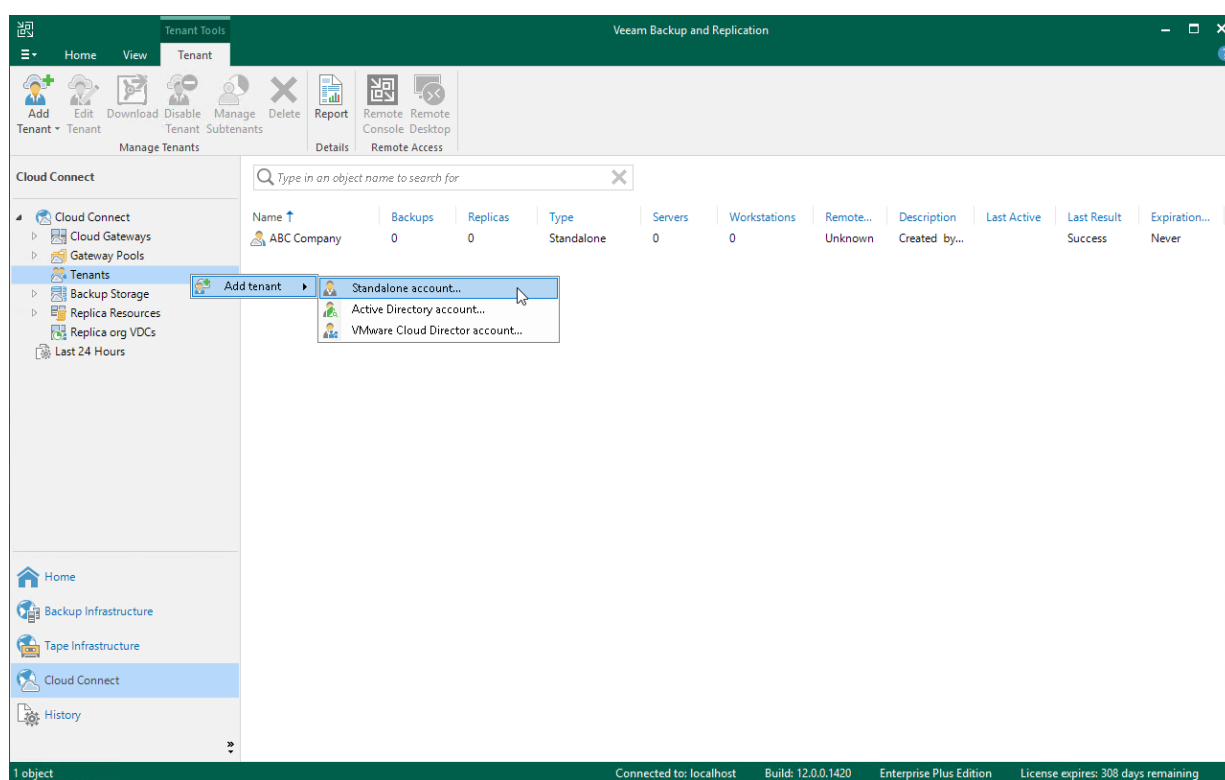 Tenant Tools
Veeam Backup and Replication
Home View Tenant
Add Tenant
Edit Tenant
Download
Disable Tenant
Manage Subtenants
Delete
Report
Remote Console
Remote Desktop
Manage Tenants
Details
Remote Access
Cloud Connect
Type in an object name to search for
Cloud Connect
Cloud Gateways
Gateway Pools
Tenants
Backup Storage
Replica Resources
Replica org VDCs
Last 24 Hours
Name Backups Replicas Type Servers Workstations Remote... Description Last Active Last Result Expiration...
ABC Company 0 0 Standalone 0 0 Unknown Created by... Success Never
Add tenant
Standalone account...
Active Directory account...
VMware Cloud Director account...
Home
Backup Infrastructure
Tape Infrastructure
Cloud Connect
History
1 object
Connected to: localhost Build: 12.0.0.1420 Enterprise Plus Edition License expires: 308 days remaining